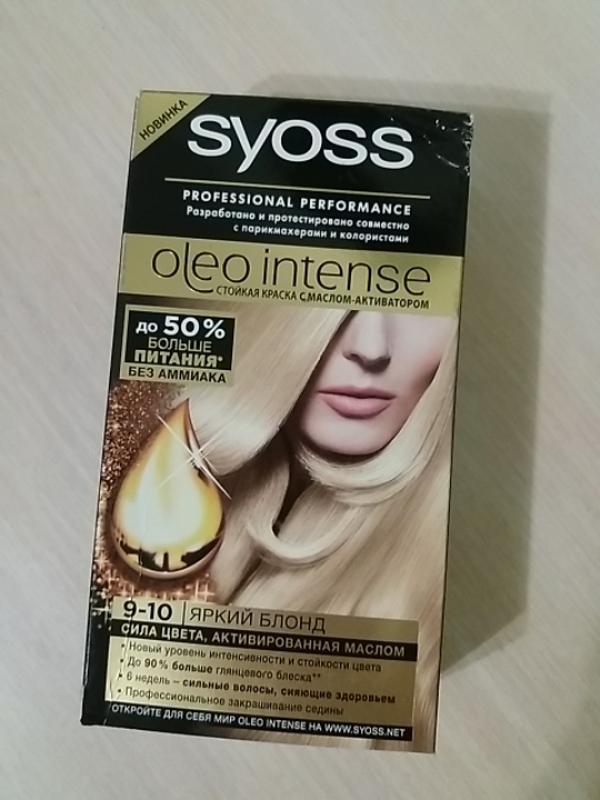 НОВИНКА
syoss
PROFESSIONAL PERFORMANCE
Разработано и протестировано совместно
с парикмахерами и колористами
oleo intense
СТОЙКАЯ КРАСКА С МАСЛОМ-АКТИВАТОРОМ
ДО 50%
БОЛЬШЕ
ПИТАНИЯ*
БЕЗ АММИАКА
9-10 ЯРКИЙ БЛОНД
СИЛА ЦВЕТА, АКТИВИРОВАННАЯ МАСЛОМ
• Новый уровень интенсивности и стойкости цвета
• До 90% больше глянцевого блеска**
• 6 недель – сильные волосы, сияющие здоровьем
• Профессиональное закрашивание седины
ОТКРОЙТЕ ДЛЯ СЕБЯ МИР OLEO INTENSE НА WWW.SYOSS.NET